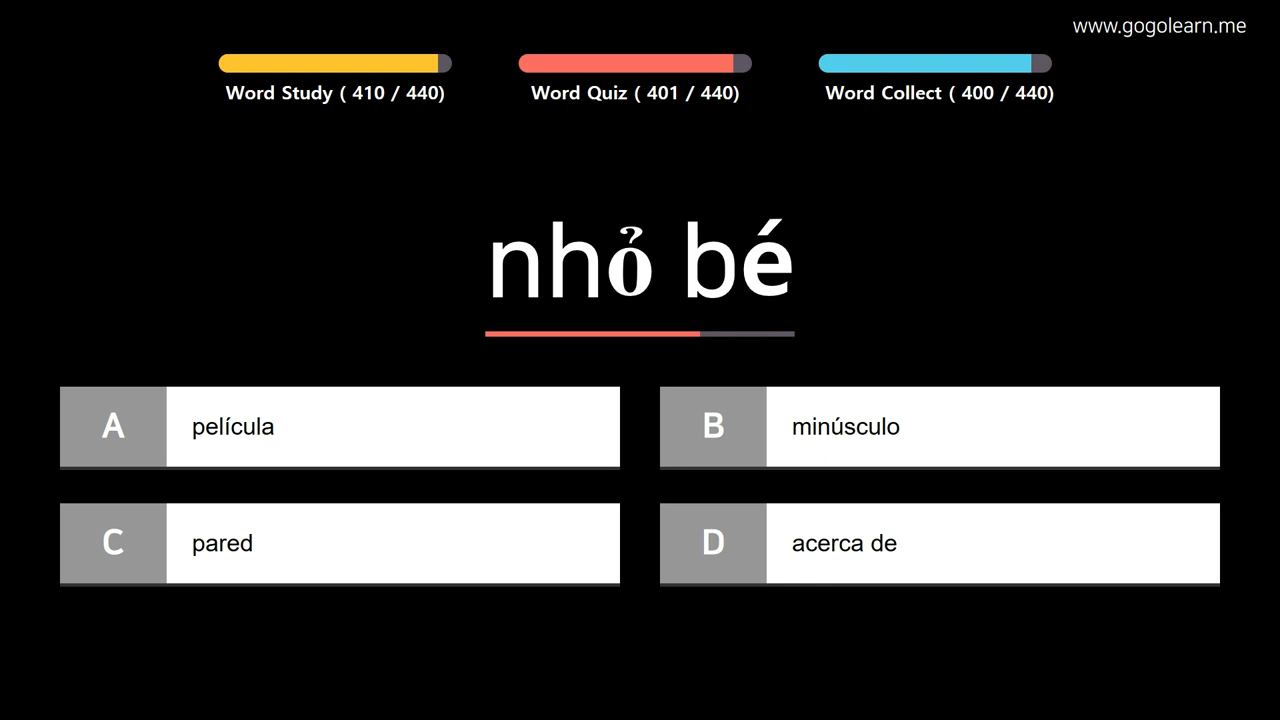 www.gogolearn.me
Word Study ( 410 / 440)
Word Quiz ( 401 / 440)
Word Collect ( 400 / 440)
nhỏ bé
A película
B minúsculo
C pared
D acerca de